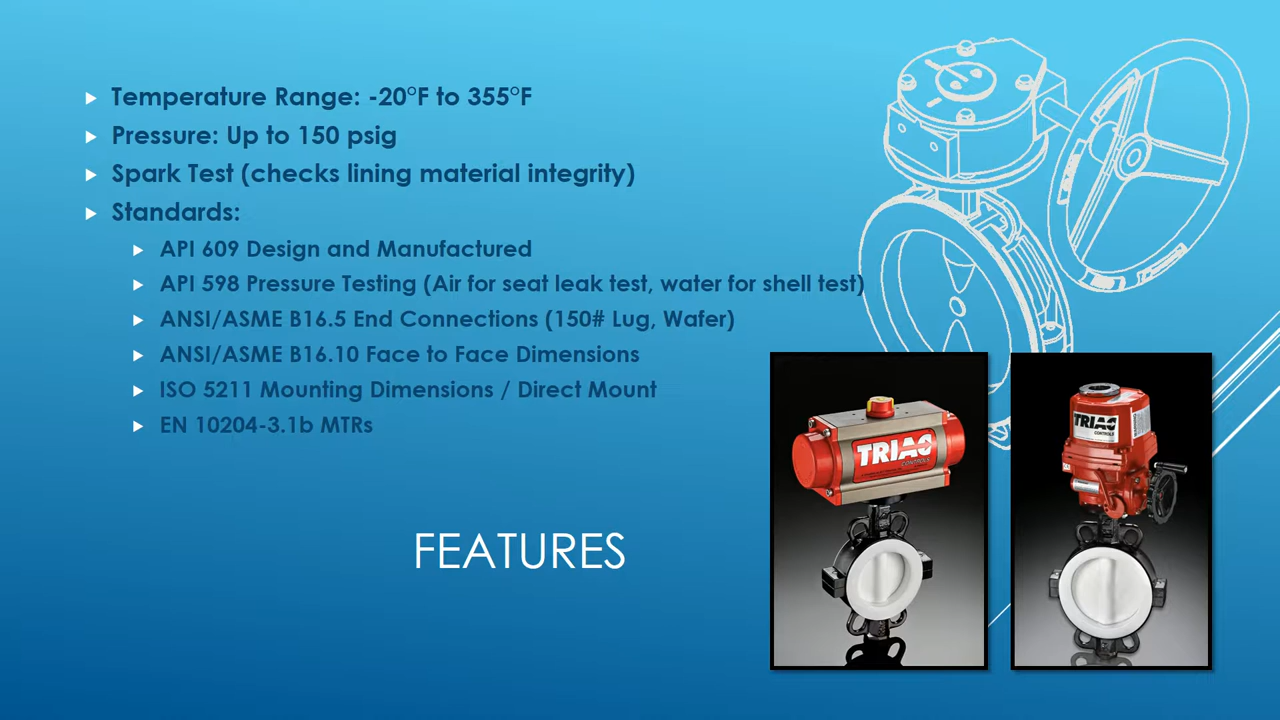 Temperature Range: -20°F to 355°F
Pressure: Up to 150 psig
Spark Test (checks lining material integrity)
Standards:
API 609 Design and Manufactured
API 598 Pressure Testing (Air for seat leak test, water for shell test)
ANSI/ASME B16.5 End Connections (150# Lug, Wafer)
ANSI/ASME B16.10 Face to Face Dimensions
ISO 5211 Mounting Dimensions / Direct Mount
EN 10204-3.1b MTRs
FEATURES
TRIAC
CONTROLS
TRIAC
CONTROLS